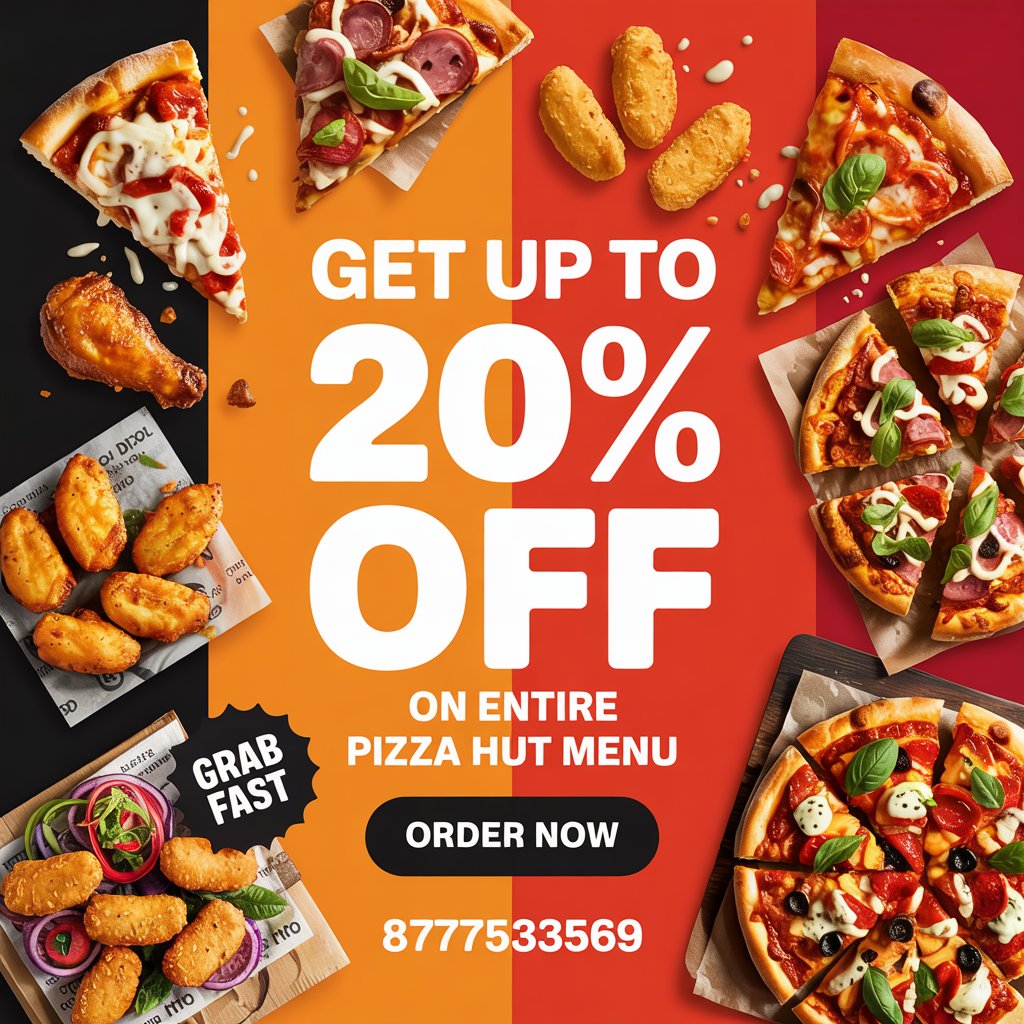 GET UP TO
20%
OFF
ON ENTIRE
PIZZA HUT MENU
GRAB
FAST
ORDER NOW
8777533569